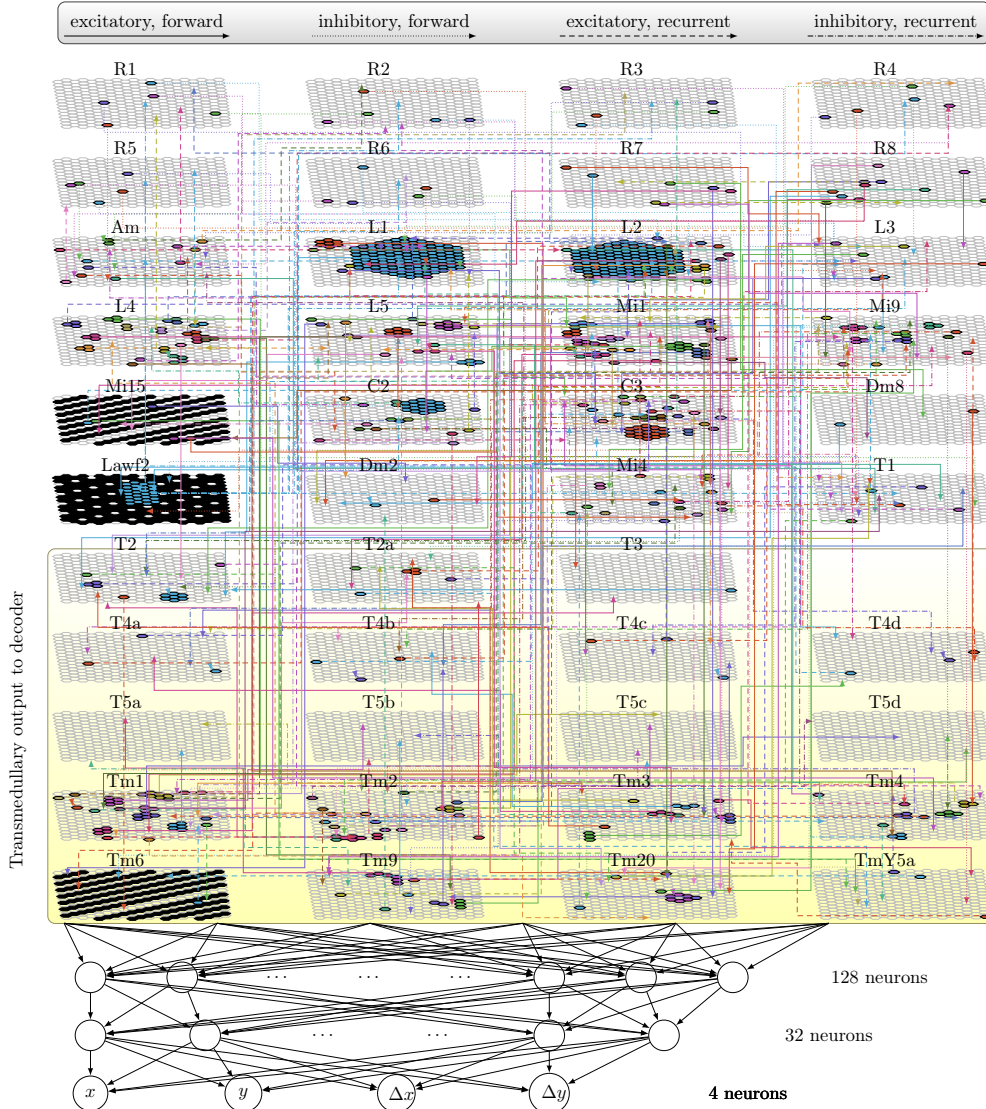 excitatory, forward inhibitory, forward excitatory, recurrent inhibitory, recurrent
R1 R2 R3 R4
R5 R6 R7 R8
Am L1 L2 L3
L4 L5 Mi1 Mi9
Mi15 C2 C3 Dm8
Lawf2 Dm2 Mi4 T1
T2 T2a T3
T4a T4b T4c T4d
T5a T5b T5c T5d
Tm1 Tm2 Tm3 Tm4
Tm6 Tm9 Tm20 TmY5a
Transmedullary output to decoder
... ... ... 128 neurons
... ... 32 neurons
x y Δx Δy 4 neurons